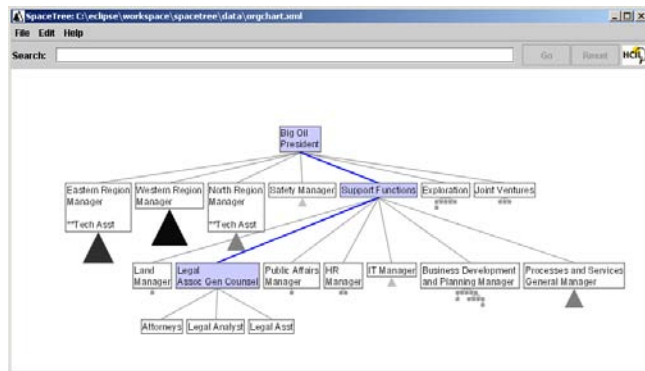 SpaceTree: C:\eclipse\workspace\spacetree\data\orgchart.xml
File Edit Help
Search:
Go
Reset
HCIL
Big Oil
President
Eastern Region
Manager
**Tech Asst
Western Region
Manager
North Region
Manager
**Tech Asst
Safety Manager
Support Functions
Exploration
Joint Ventures
Land
Manager
Legal
Assoc Gen Counsel
Public Affairs
Manager
HR
Manager
IT Manager
Business Development
and Planning Manager
Processes and Services
General Manager
Attorneys
Legal Analyst
Legal Asst